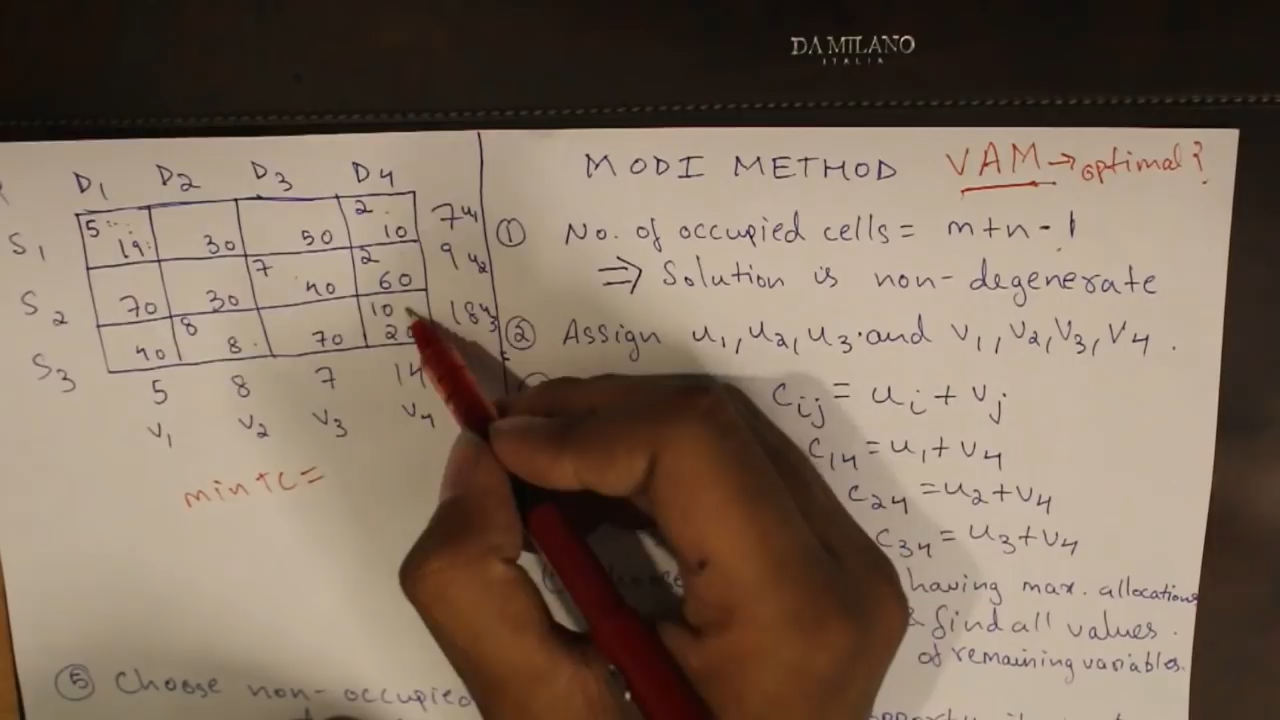 DA MILANO
ITALIA
D1 D2 D3 D4
S1 5 19 30 50 2 10 7 u1
S2 70 30 7 40 2 60 9 u2
S3 40 8 8 70 10 20 18 u3
5 8 7 14
v1 v2 v3 v4
min TC =
MODI METHOD VAM → optimal?
① No. of occupied cells = m+n-1
⇒ Solution is non-degenerate
② Assign u1, u2, u3 and v1, v2, v3, v4.
cij = ui + vj
c14 = u1 + v4
c24 = u2 + v4
c34 = u3 + v4
having max. allocations
& find all values
of remaining variables.
⑤ Choose non-occupied